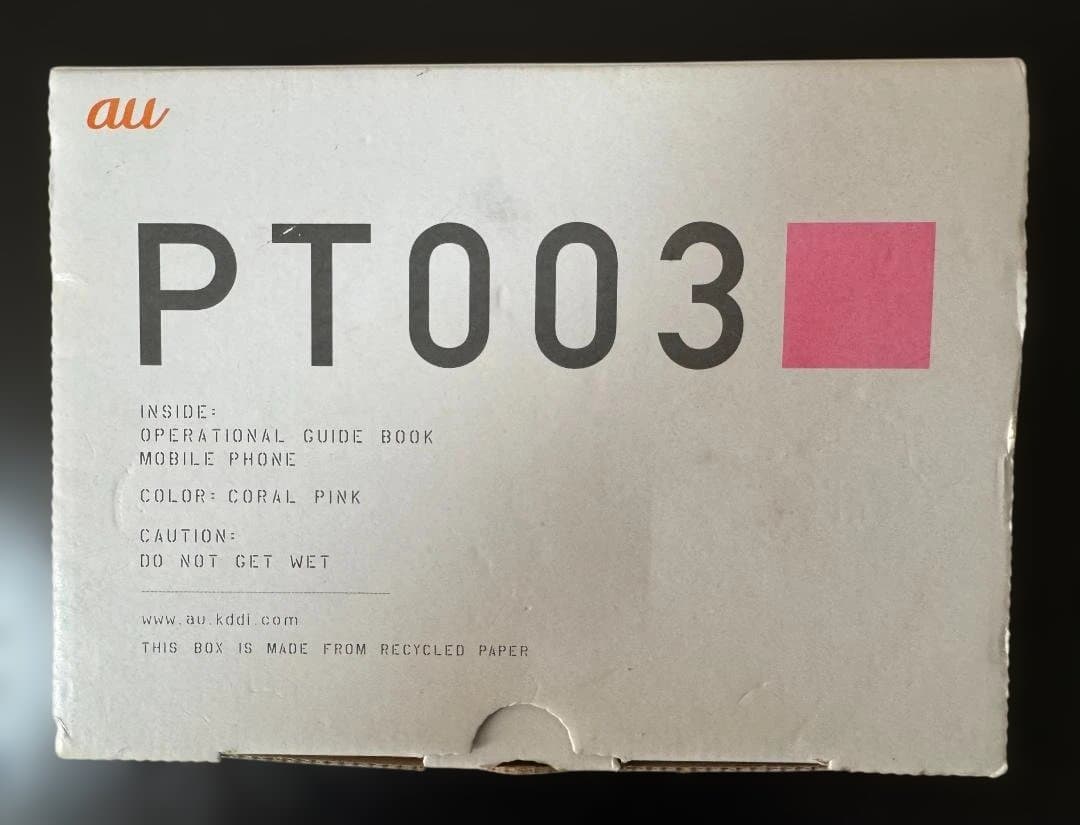 au
PT003
INSIDE:
OPERATIONAL GUIDE BOOK
MOBILE PHONE
COLOR: CORAL PINK
CAUTION:
DO NOT GET WET
www.au.kddi.com
THIS BOX IS MADE FROM RECYCLED PAPER